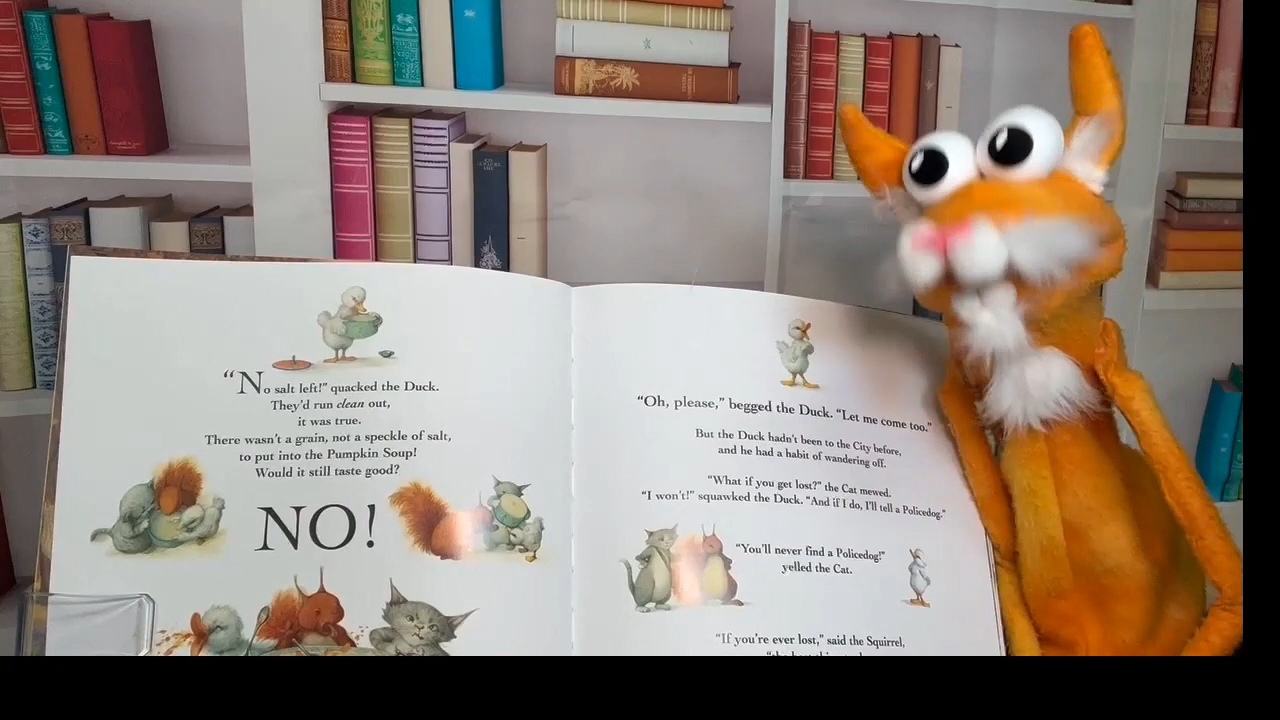 “No salt left!” quacked the Duck.
They’d run clean out,
it was true.
There wasn’t a grain, not a speckle of salt,
to put into the Pumpkin Soup!
Would it still taste good?
NO!
“Oh, please,” begged the Duck. “Let me come too.”
But the Duck hadn’t been to the City before,
and he had a habit of wandering off.
“What if you get lost?” the Cat mewed.
“I won’t!” squawked the Duck. “And if I do, I’ll tell a Policedog.”
“You’ll never find a Policedog!”
yelled the Cat.
“If you’re ever lost,” said the Squirrel,